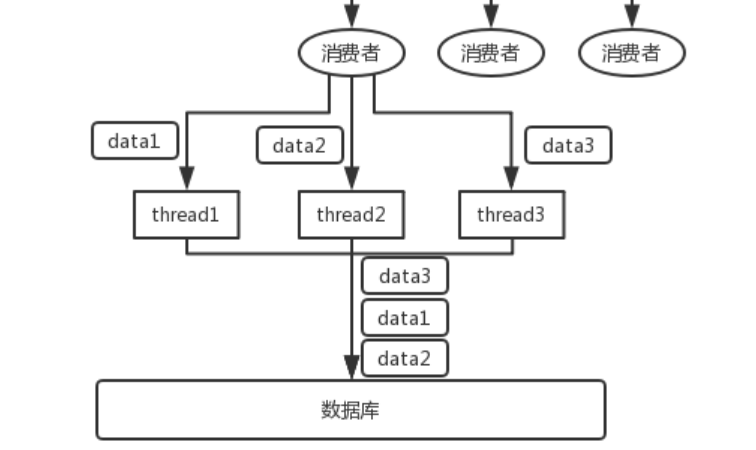 消费者
消费者
消费者
data1
data2
data3
thread1
thread2
thread3
data3
data1
data2
数据库